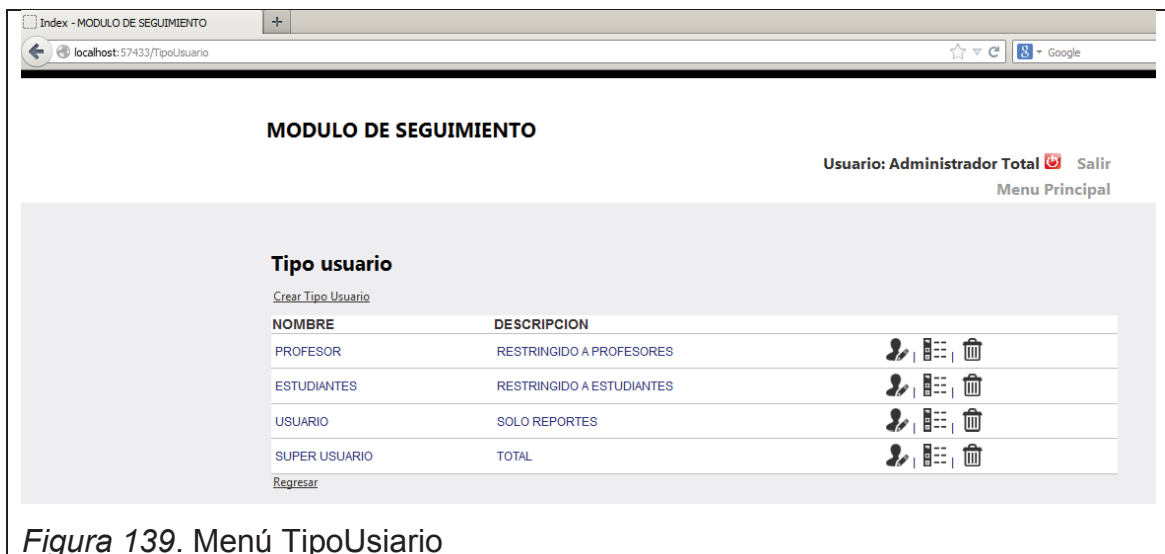 Index - MODULO DE SEGUIMIENTO +
localhost:57433/TipoUsuario
8 Google
MODULO DE SEGUIMIENTO
Usuario: Administrador Total Salir
Menu Principal
Tipo usuario
Crear Tipo Usuario
NOMBRE DESCRIPCION
PROFESOR RESTRINGIDO A PROFESORES | |
ESTUDIANTES RESTRINGIDO A ESTUDIANTES | |
USUARIO SOLO REPORTES | |
SUPER USUARIO TOTAL | |
Regresar
Figura 139. Menú TipoUsiario